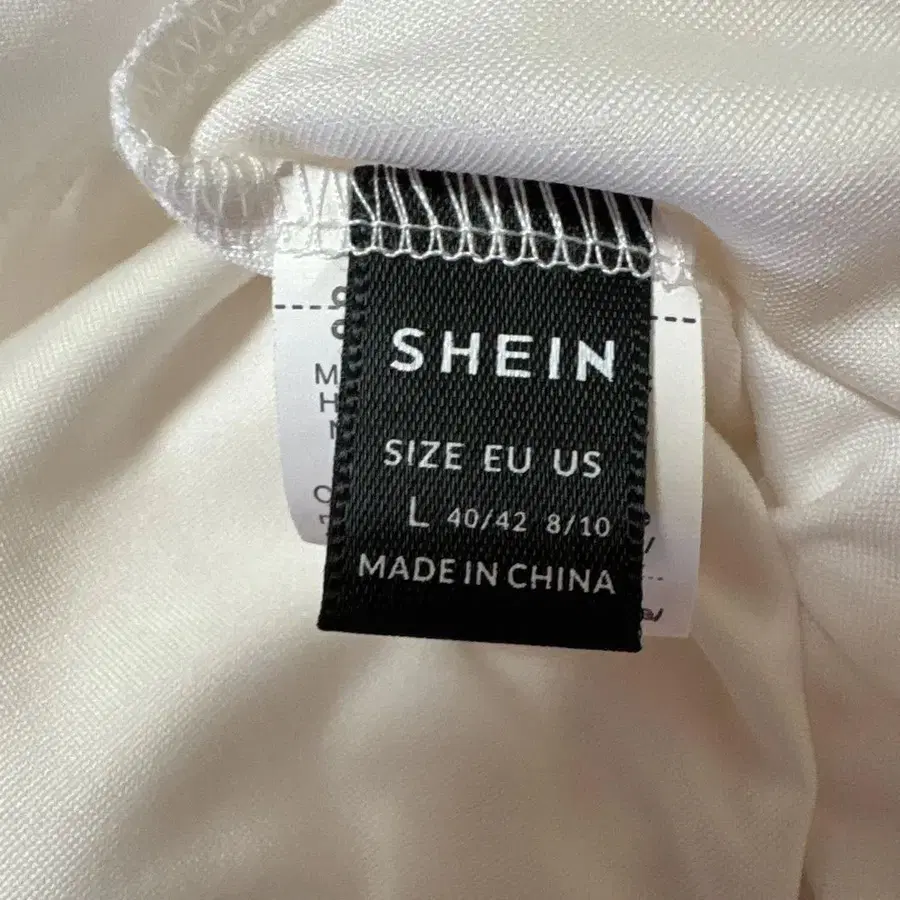 SHEIN
SIZE EU US
L 40/42 8/10
MADE IN CHINA